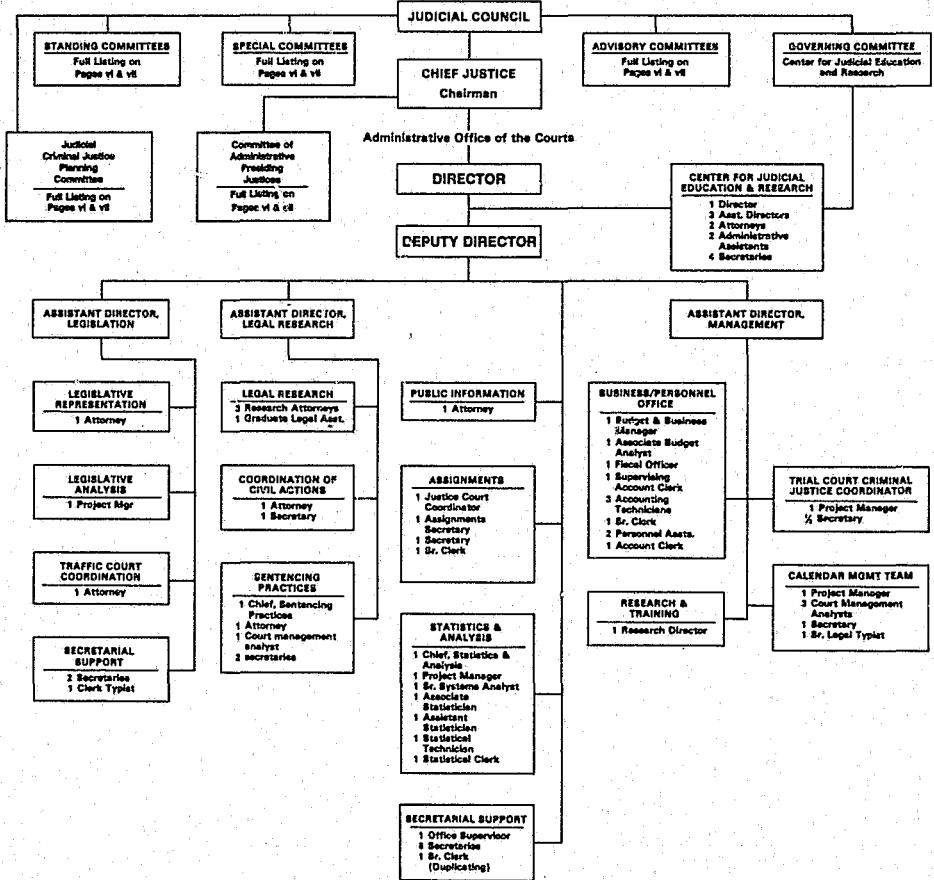 JUDICIAL COUNCIL
STANDING COMMITTEES
Full Listing on
Pages vi & vii
SPECIAL COMMITTEES
Full Listing on
Pages vi & vii
ADVISORY COMMITTEES
Full Listing on
Pages vi & vii
GOVERNING COMMITTEE
Center for Judicial Education
and Research
CHIEF JUSTICE
Chairman
Judicial
Criminal Justice
Planning
Committee
Full Listing on
Pages vi & vii
Committee of
Administrative
Presiding
Justices
Full Listing on
Pages vi & vii
Administrative Office of the Courts
DIRECTOR
CENTER FOR JUDICIAL
EDUCATION & RESEARCH
1 Director
3 Asst. Directors
2 Attorneys
2 Administrative
Assistants
4 Secretaries
DEPUTY DIRECTOR
ASSISTANT DIRECTOR,
LEGISLATION
ASSISTANT DIRECTOR,
LEGAL RESEARCH
ASSISTANT DIRECTOR,
MANAGEMENT
LEGISLATIVE
REPRESENTATION
1 Attorney
LEGISLATIVE
ANALYSIS
1 Project Mgr
TRAFFIC COURT
COORDINATION
1 Attorney
SECRETARIAL
SUPPORT
2 Secretaries
1 Clerk Typist
LEGAL RESEARCH
3 Research Attorneys
1 Graduate Legal Asst.
COORDINATION OF
CIVIL ACTIONS
1 Attorney
1 Secretary
SENTENCING
PRACTICES
1 Chief, Sentencing
Practices
1 Attorney
1 Court management
analyst
2 secretaries
PUBLIC INFORMATION
1 Attorney
ASSIGNMENTS
1 Justice Court
Coordinator
1 Assignments
Secretary
1 Secretary
1 Sr. Clerk
STATISTICS &
ANALYSIS
1 Chief, Statistics &
Analysis
1 Project Manager
1 Sr. Systems Analyst
1 Associate
Statistician
1 Assistant
Statistician
1 Statistical
Technician
1 Statistical Clerk
SECRETARIAL SUPPORT
1 Office Supervisor
8 Secretaries
1 Sr. Clerk
(Duplicating)
BUSINESS/PERSONNEL
OFFICE
1 Budget & Business
Manager
1 Associate Budget
Analyst
1 Fiscal Officer
1 Supervising
Account Clerk
3 Accounting
Technicians
1 Sr. Clerk
2 Personnel Assts.
1 Account Clerk
RESEARCH &
TRAINING
1 Research Director
TRIAL COURT CRIMINAL
JUSTICE COORDINATOR
1 Project Manager
½ Secretary
CALENDAR MGMT TEAM
1 Project Manager
3 Court Management
Analysts
1 Secretary
1 Sr. Legal Typist